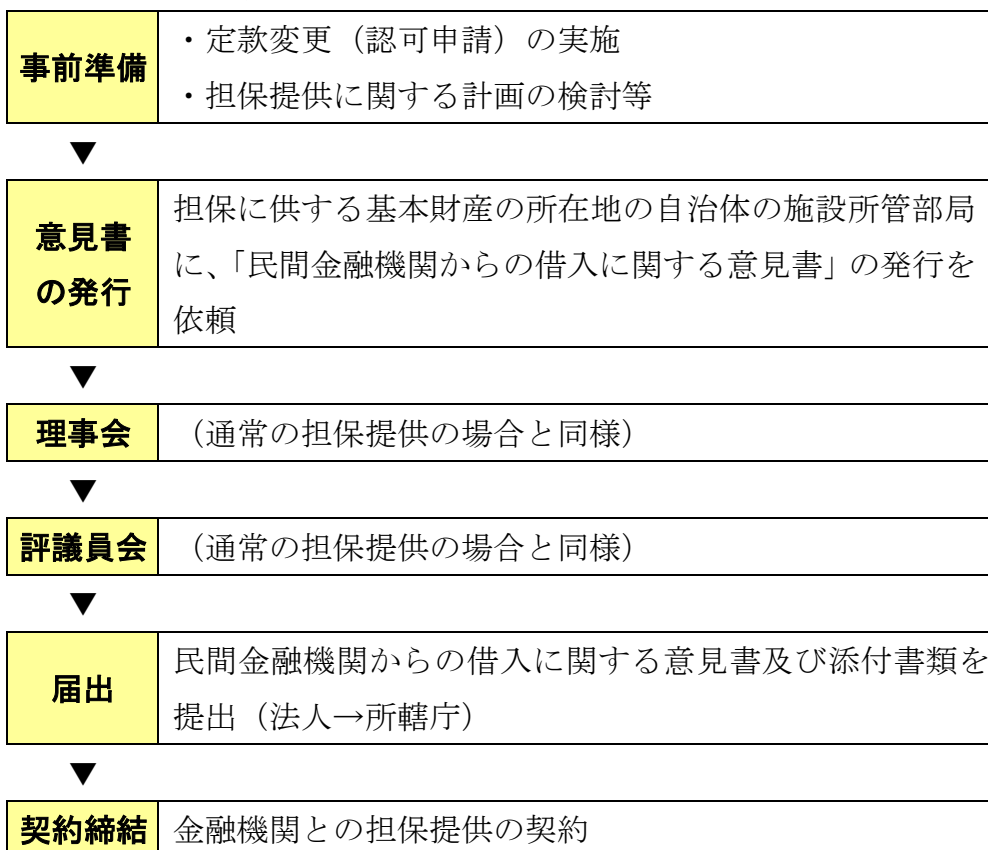 事前準備
・定款変更（認可申請）の実施
・担保提供に関する計画の検討等
▼
意見書
の発行
担保に供する基本財産の所在地の自治体の施設所管部局
に、「民間金融機関からの借入に関する意見書」の発行を
依頼
▼
理事会
（通常の担保提供の場合と同様）
▼
評議員会
（通常の担保提供の場合と同様）
▼
届出
民間金融機関からの借入に関する意見書及び添付書類を
提出（法人→所轄庁）
▼
契約締結
金融機関との担保提供の契約